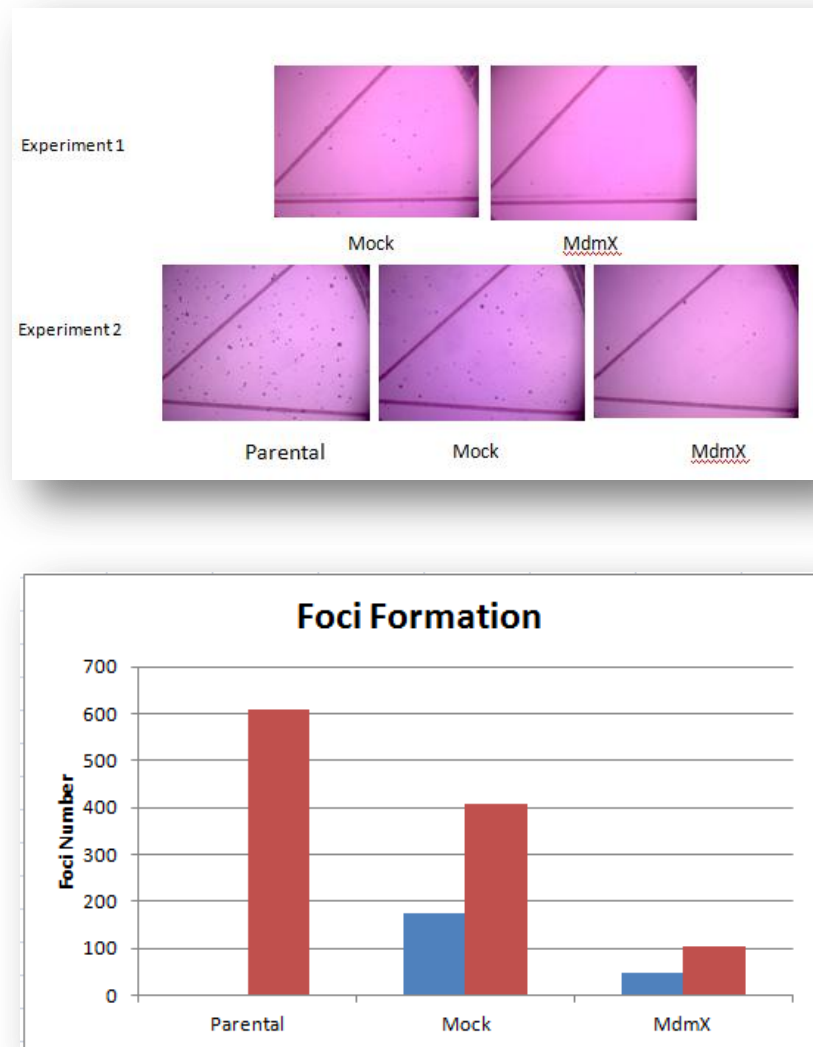 Experiment 1
Mock MdmX
Experiment 2
Parental Mock MdmX
Foci Formation
Foci Number
700
600
500
400
300
200
100
0
Parental Mock MdmX